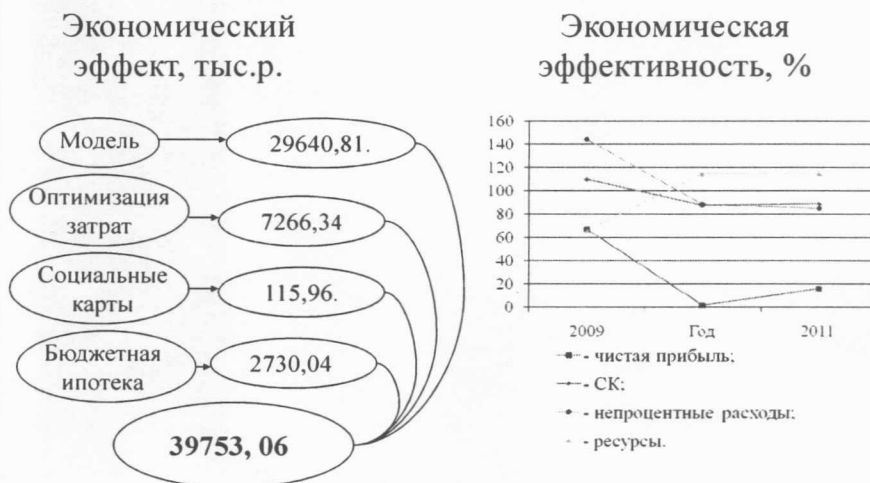 Экономический
эффект, тыс.р.
Модель
29640,81.
Оптимизация
затрат
7266,34
Социальные
карты
115,96.
Бюджетная
ипотека
2730,04
39753, 06
Экономическая
эффективность, %
160
140
120
100
80
60
40
20
0
2009
Год
2011
- чистая прибыль;
- СК;
- непроцентные расходы;
- ресурсы.